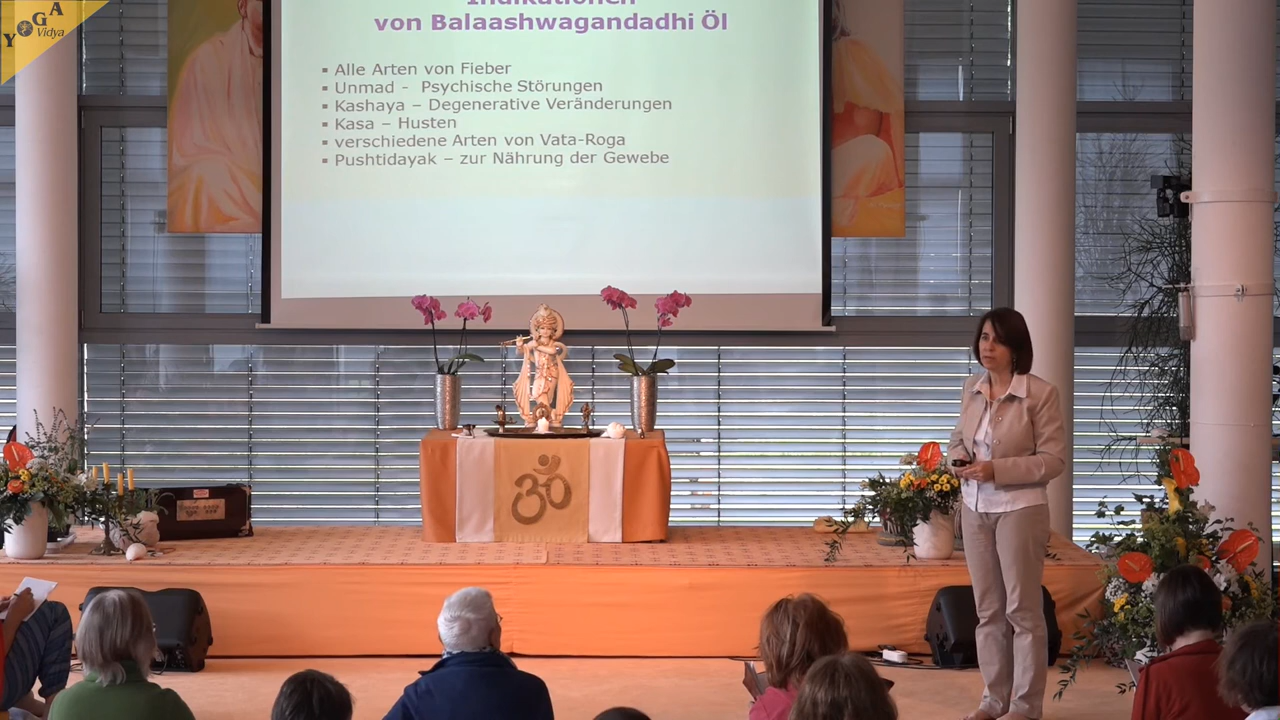 YOGA
Vidya
Indikationen
von Balaashwagandadhi Öl
▪ Alle Arten von Fieber
▪ Unmad - Psychische Störungen
▪ Kashaya – Degenerative Veränderungen
▪ Kasa – Husten
▪ verschiedene Arten von Vata-Roga
▪ Pushtidayak – zur Nährung der Gewebe
ॐ